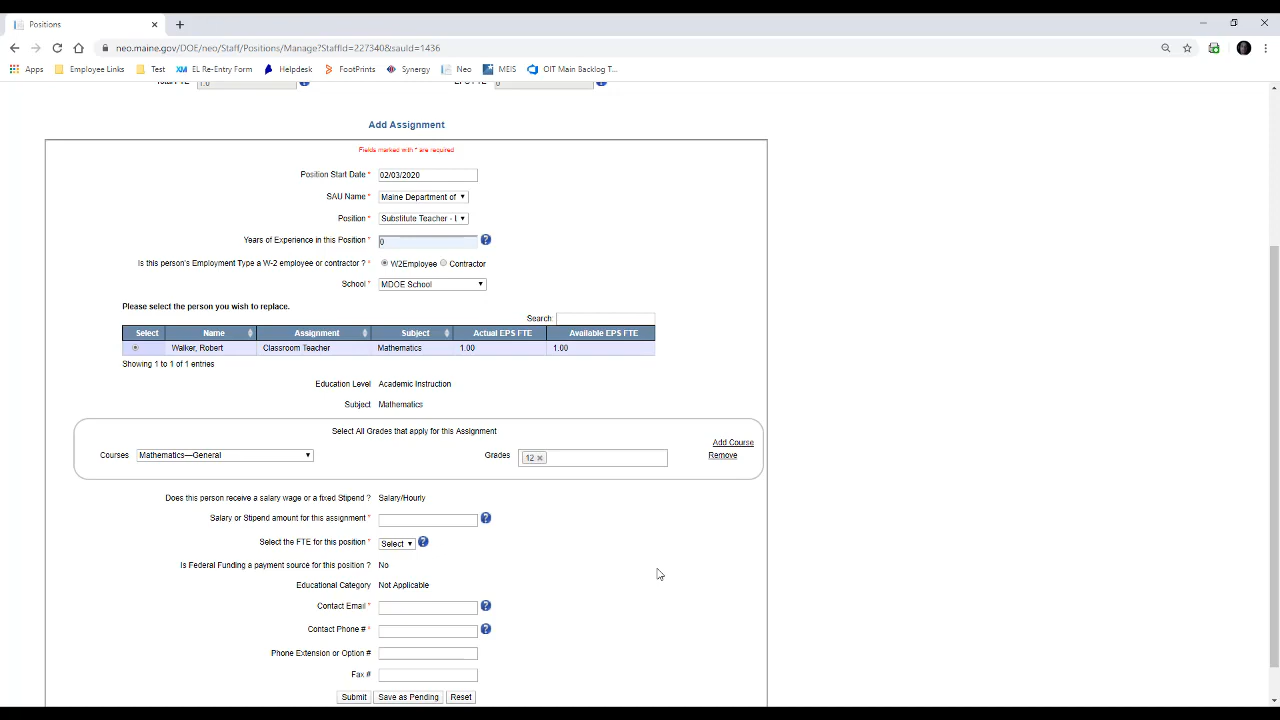 Positions
neo.maine.gov/DOE/neo/Staff/Positions/Manage?StaffId=227340&sauId=1436
Apps Employee Links Test EL Re-Entry Form Helpdesk FootPrints Synergy Neo MEIS OIT Main Backlog T...
Add Assignment
Fields marked with * are required
Position Start Date * 02/03/2020
SAU Name * Maine Department of
Position * Substitute Teacher - L
Years of Experience in this Position * 0
Is this person's Employment Type a W-2 employee or contractor ? * W2Employee Contractor
School * MDOE School
Please select the person you wish to replace.
Search:
Select Name Assignment Subject Actual EPS FTE Available EPS FTE
Walker, Robert Classroom Teacher Mathematics 1.00 1.00
Showing 1 to 1 of 1 entries
Education Level Academic Instruction
Subject Mathematics
Select All Grades that apply for this Assignment
Add Course
Courses Mathematics—General Grades 12 Remove
Does this person receive a salary wage or a fixed Stipend ? Salary/Hourly
Salary or Stipend amount for this assignment *
Select the FTE for this position * Select
Is Federal Funding a payment source for this position ? No
Educational Category Not Applicable
Contact Email *
Contact Phone # *
Phone Extension or Option #
Fax #
Submit Save as Pending Reset